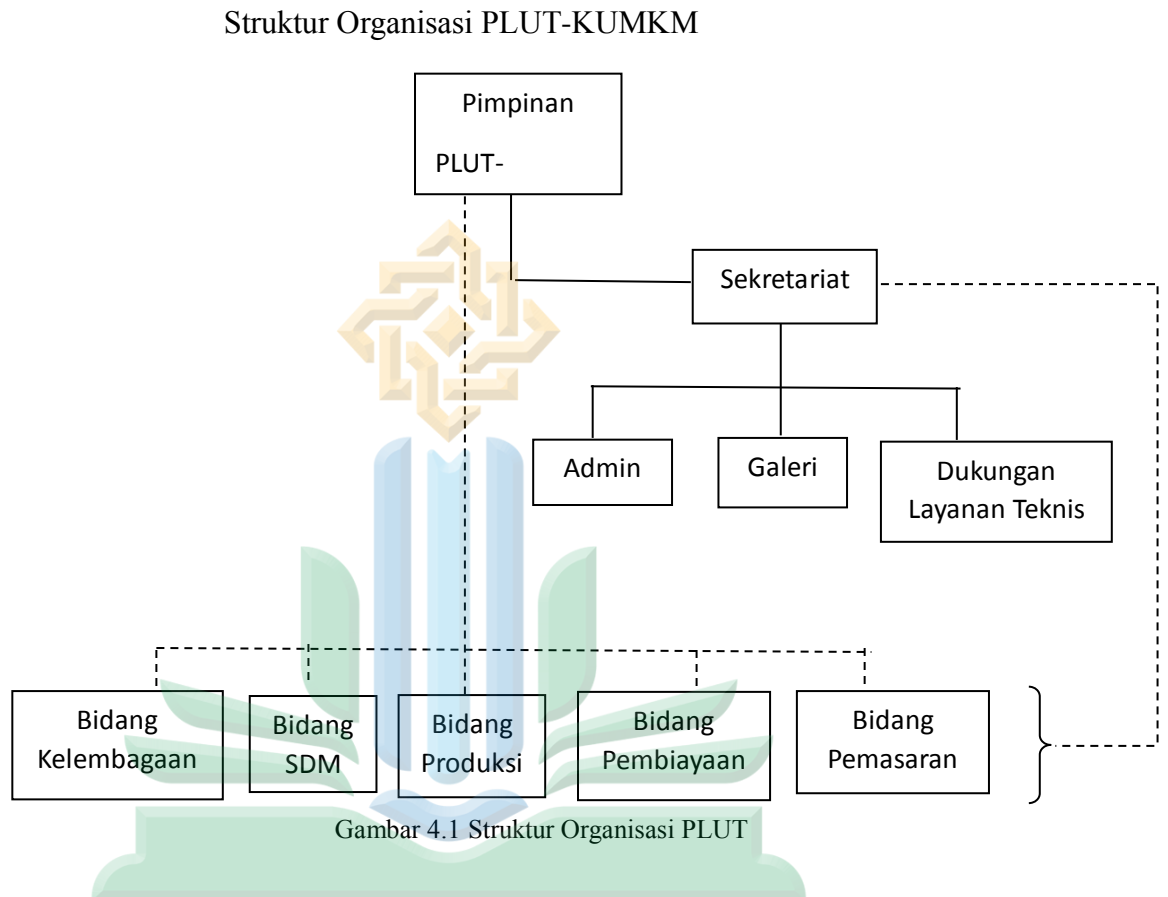 Struktur Organisasi PLUT-KUMKM
Pimpinan
PLUT-
Sekretariat
Admin
Galeri
Dukungan
Layanan Teknis
Bidang
Kelembagaan
Bidang
SDM
Bidang
Produksi
Bidang
Pembiayaan
Bidang
Pemasaran
Gambar 4.1 Struktur Organisasi PLUT